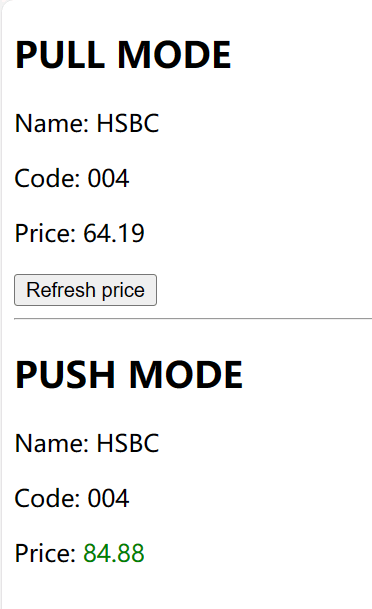 PULL MODE
Name: HSBC
Code: 004
Price: 64.19
Refresh price
PUSH MODE
Name: HSBC
Code: 004
Price: 84.88